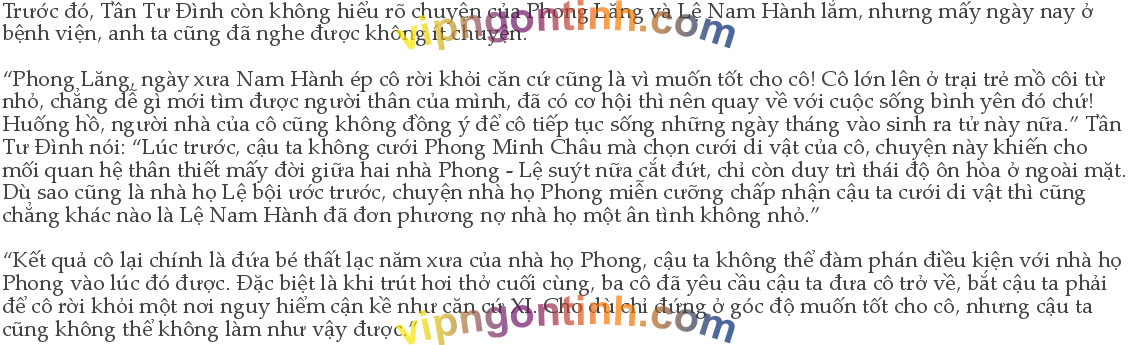 Trước đó, Tần Tư Đình còn không hiểu rõ chuyện của Phong Lăng và Lệ Nam Hành lắm, nhưng mấy ngày nay ở
bệnh viện, anh ta cũng đã nghe được không ít chuyện.
vipngontinh.com
“Phong Lăng, ngày xưa Nam Hành ép cô rời khỏi căn cứ cũng là vì muốn tốt cho cô! Cô lớn lên ở trại trẻ mồ côi từ
nhỏ, chẳng dễ gì mới tìm được người thân của mình, đã có cơ hội thì nên quay về với cuộc sống bình yên đó chứ!
Huống hồ, người nhà của cô cũng không đồng ý để cô tiếp tục sống những ngày tháng vào sinh ra tử này nữa.” Tần
Tư Đình nói: “Lúc trước, cậu ta không cưới Phong Minh Châu mà chọn cưới di vật của cô, chuyện này khiến cho
mối quan hệ thân thiết mấy đời giữa hai nhà Phong - Lệ suýt nữa cắt đứt, chỉ còn duy trì thái độ ôn hòa ở ngoài mặt.
Dù sao cũng là nhà họ Lệ bội ước trước, chuyện nhà họ Phong miễn cưỡng chấp nhận cậu ta cưới di vật thì cũng
chẳng khác nào là Lệ Nam Hành đã đơn phương nợ nhà họ một ân tình không nhỏ.”
“Kết quả cô lại chính là đứa bé thất lạc năm xưa của nhà họ Phong, cậu ta không thể đàm phán điều kiện với nhà họ
Phong vào lúc đó được. Đặc biệt là khi trút hơi thở cuối cùng, ba cô đã yêu cầu cậu ta đưa cô trở về, bắt cậu ta phải
để cô rời khỏi một nơi nguy hiểm cận kề như căn cứ XI. Cho dù chỉ đứng ở góc độ muốn tốt cho cô, nhưng cậu ta
cũng không thể không làm như vậy được.”
vipngontinh.com